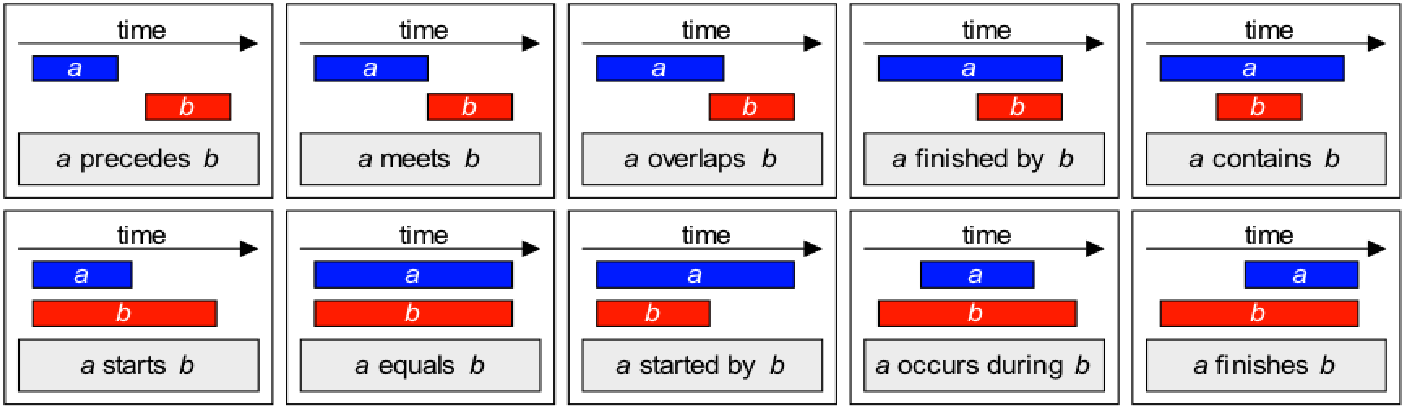 time
a
b
a precedes b
time
a
b
a meets b
time
a
b
a overlaps b
time
a
b
a finished by b
time
a
b
a contains b
time
a
b
a starts b
time
a
b
a equals b
time
a
b
a started by b
time
a
b
a occurs during b
time
a
b
a finishes b